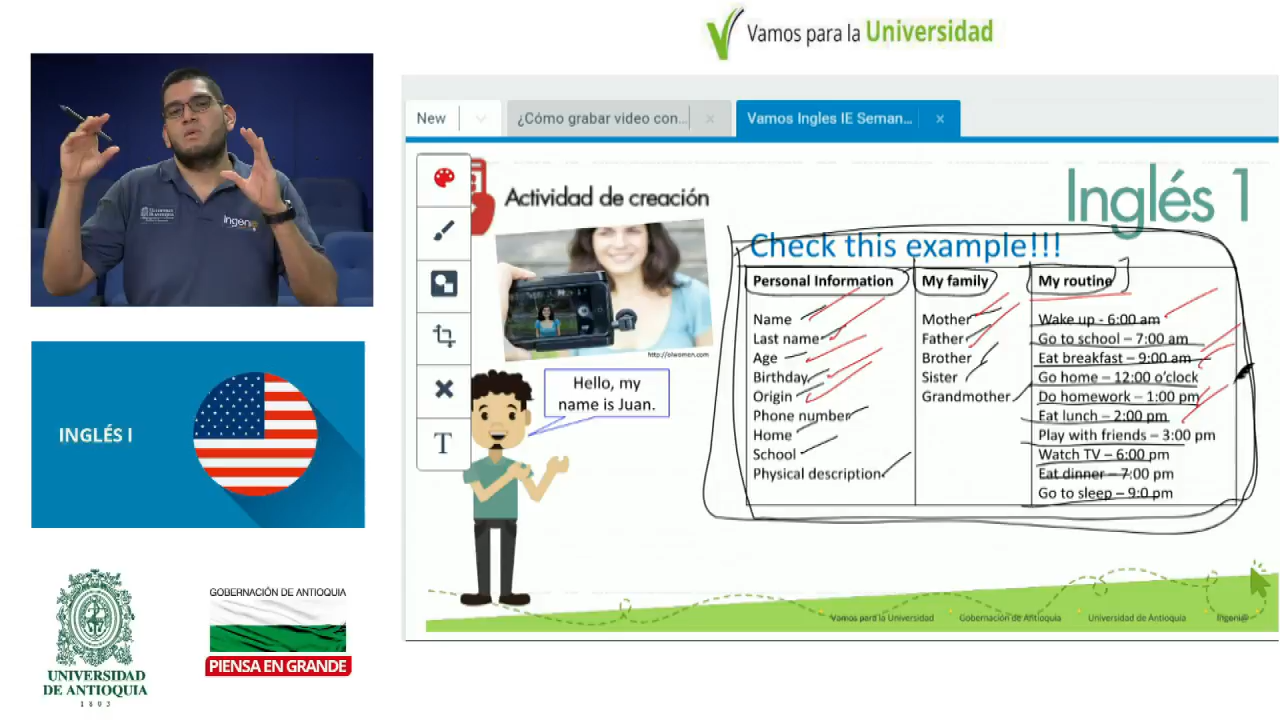 Vamos para la Universidad
New
¿Cómo grabar video con...
Vamos Ingles IE Seman...
Actividad de creación
Inglés 1
Check this example!!!
Personal Information
Name
Last name
Age
Birthday
Origin
Phone number
Home
School
Physical description
My family
Mother
Father
Brother
Sister
Grandmother
My routine
Wake up - 6:00 am
Go to school – 7:00 am
Eat breakfast – 9:00 am
Go home – 12:00 o'clock
Do homework – 1:00 pm
Eat lunch – 2:00 pm
Play with friends – 3:00 pm
Watch TV – 6:00 pm
Eat dinner – 7:00 pm
Go to sleep – 9:0 pm
http://olwomen.com
Hello, my
name is Juan.
T
Ingeni@
INGLÉS I
UNIVERSIDAD
DE ANTIOQUIA
1803
GOBERNACIÓN DE ANTIOQUIA
PIENSA EN GRANDE
Vamos para la Universidad
Gobernación de Antioquia
Universidad de Antioquia
Ingeni@